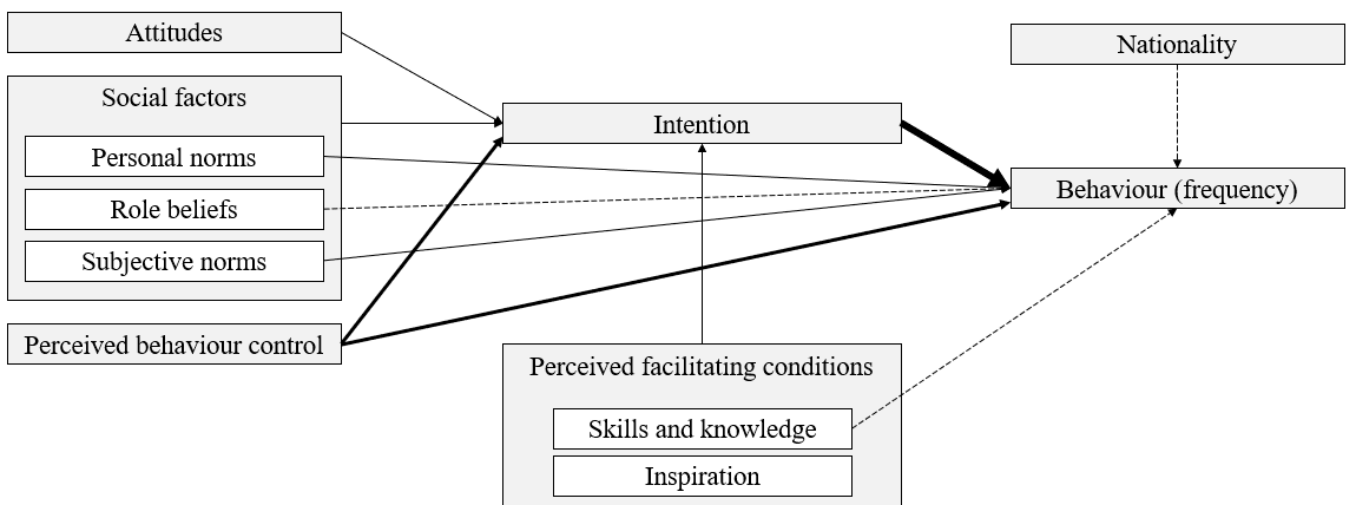 Attitudes
Nationality
Social factors
Intention
Personal norms
Behaviour (frequency)
Role beliefs
Subjective norms
Perceived behaviour control
Perceived facilitating conditions
Skills and knowledge
Inspiration